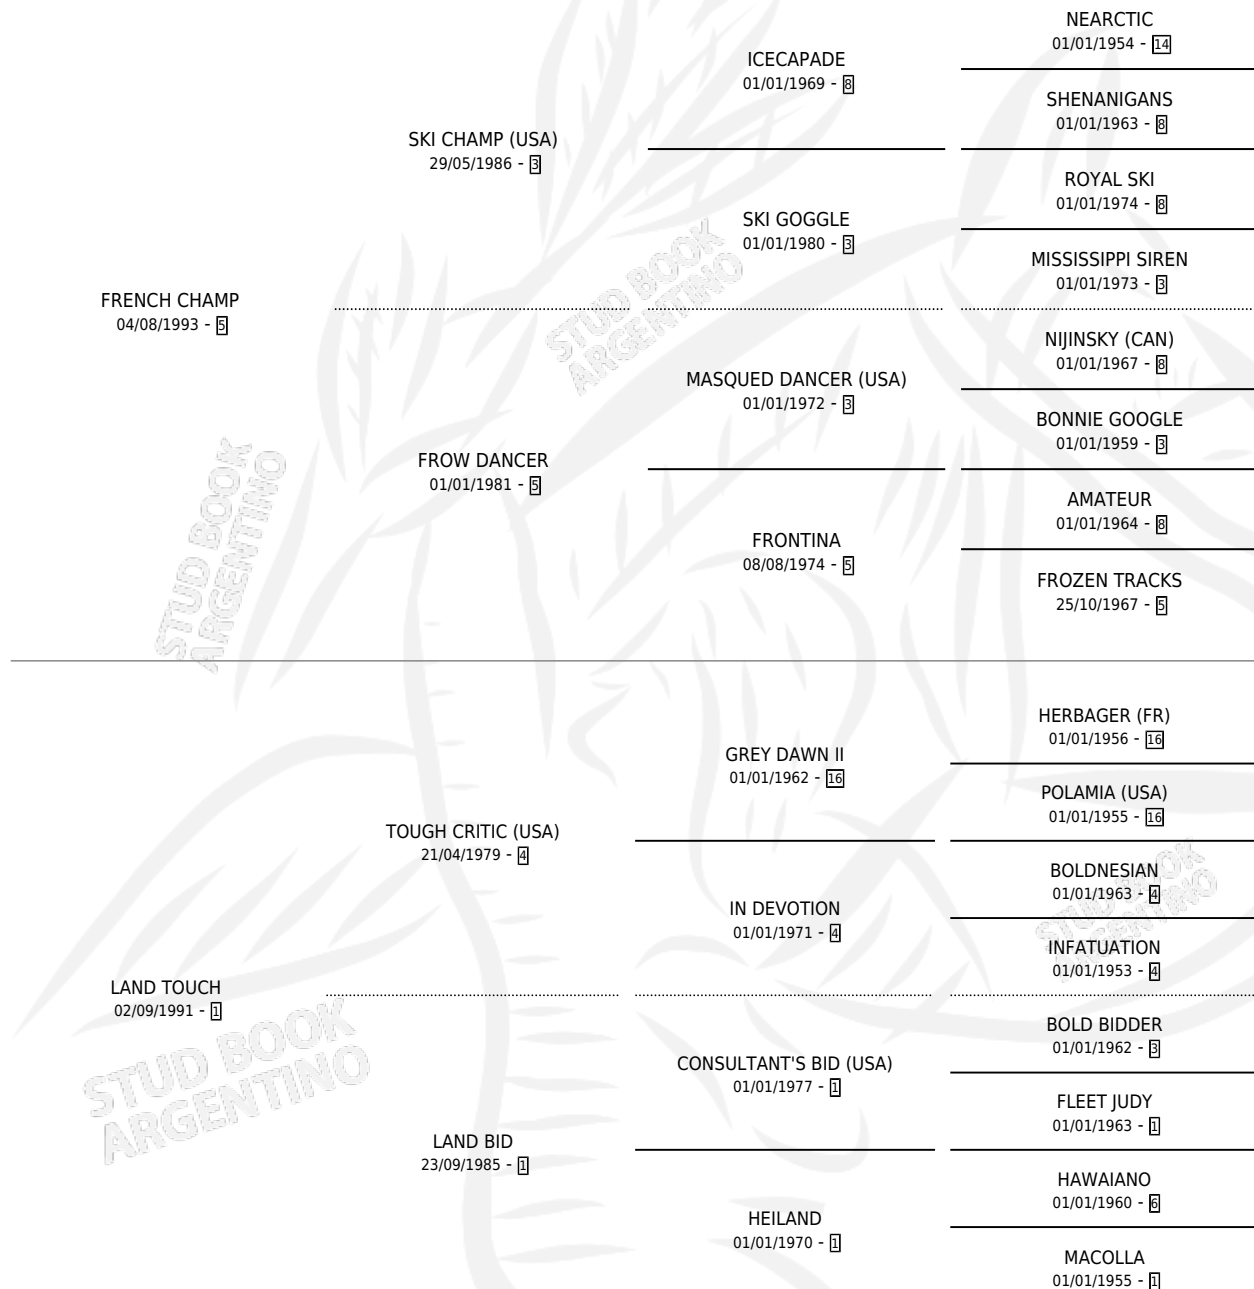 NEARCTIC
01/01/1954 - 14
ICECAPADE
01/01/1969 - 8
SHENANIGANS
01/01/1963 - 8
SKI CHAMP (USA)
29/05/1986 - 3
ROYAL SKI
01/01/1974 - 8
SKI GOGGLE
01/01/1980 - 3
MISSISSIPPI SIREN
01/01/1973 - 3
FRENCH CHAMP
04/08/1993 - 5
NIJINSKY (CAN)
01/01/1967 - 8
MASQUED DANCER (USA)
01/01/1972 - 3
BONNIE GOOGLE
01/01/1959 - 3
FROW DANCER
01/01/1981 - 5
AMATEUR
01/01/1964 - 8
FRONTINA
08/08/1974 - 5
FROZEN TRACKS
25/10/1967 - 5
HERBAGER (FR)
01/01/1956 - 16
GREY DAWN II
01/01/1962 - 16
POLAMIA (USA)
01/01/1955 - 16
TOUGH CRITIC (USA)
21/04/1979 - 4
BOLDNESIAN
01/01/1963 - 4
IN DEVOTION
01/01/1971 - 4
INFATUATION
01/01/1953 - 4
LAND TOUCH
02/09/1991 - 1
BOLD BIDDER
01/01/1962 - 3
CONSULTANT'S BID (USA)
01/01/1977 - 1
FLEET JUDY
01/01/1963 - 1
LAND BID
23/09/1985 - 1
HAWAIANO
01/01/1960 - 6
HEILAND
01/01/1970 - 1
MACOLLA
01/01/1955 - 1
STUD BOOK
ARGENTINO
STUD BOOK
ARGENTINO
STUD BOOK
ARGENTINO
STUD BOOK
ARGENTINO